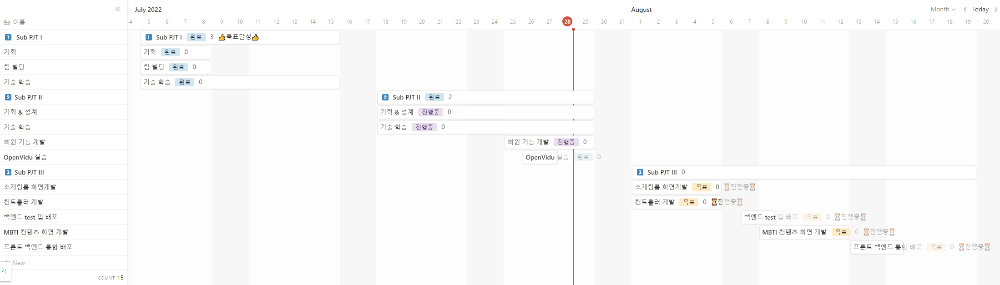 July 2022 August Month Today
Aa 이름 4 5 6 7 8 9 10 11 12 13 14 15 16 17 18 19 20 21 22 23 24 25 26 27 28 29 30 31 1 2 3 4 5 6 7 8 9 10 11 12 13 14 15 16 17 18 19 20
1 Sub PJT I 1 Sub PJT I 완료 3 👍목표달성👍
기획 기획 완료 0
팀 빌딩 팀 빌딩 완료 0
기술 학습 기술 학습 완료 0
2 Sub PJT II 2 Sub PJT II 완료 2
기획 & 설계 기획 & 설계 진행중 0
기술 학습 기술 학습 진행중 0
회원 기능 개발 회원 기능 개발 진행중 0
OpenVidu 실습 OpenVidu 실습 완료 0
3 Sub PJT III 3 Sub PJT III 0
소개팅룸 화면개발 소개팅룸 화면개발 목표 0 ⌛진행중⌛
컨트롤러 개발 컨트롤러 개발 목표 0 ⌛진행중⌛
백엔드 test 및 배포 백엔드 test 및 배포 목표 0 ⌛진행중⌛
MBTI 컨텐츠 화면 개발 MBTI 컨텐츠 화면 개발 목표 0 ⌛진행중⌛
프론트 백엔드 통합 배포 프론트 백엔드 통합 배포 목표 0 ⌛진행중⌛
New
기
COUNT 15